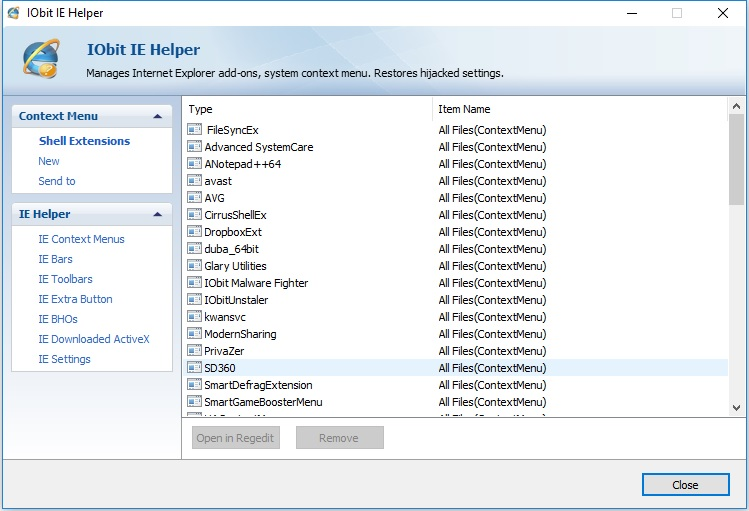 IObit IE Helper
IObit IE Helper
Manages Internet Explorer add-ons, system context menu. Restores hijacked settings.
Context Menu
Shell Extensions
New
Send to
IE Helper
IE Context Menus
IE Bars
IE Toolbars
IE Extra Button
IE BHOs
IE Downloaded ActiveX
IE Settings
Type Item Name
FileSyncEx All Files(ContextMenu)
Advanced SystemCare All Files(ContextMenu)
ANotepad++64 All Files(ContextMenu)
avast All Files(ContextMenu)
AVG All Files(ContextMenu)
CirrusShellEx All Files(ContextMenu)
DropboxExt All Files(ContextMenu)
duba_64bit All Files(ContextMenu)
Glary Utilities All Files(ContextMenu)
IObit Malware Fighter All Files(ContextMenu)
IObitUnstaler All Files(ContextMenu)
kwansvc All Files(ContextMenu)
ModernSharing All Files(ContextMenu)
PrivaZer All Files(ContextMenu)
SD360 All Files(ContextMenu)
SmartDefragExtension All Files(ContextMenu)
SmartGameBoosterMenu All Files(ContextMenu)
Open in Regedit Remove
Close